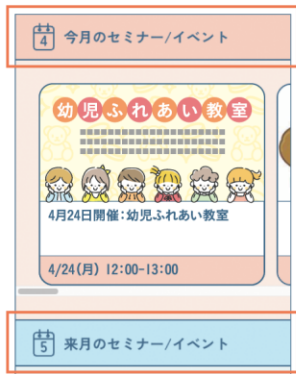 4
今月のセミナー/イベント
幼児ふれあい教室
4月24日開催：幼児ふれあい教室
4/24(月) 12:00-13:00
5
来月のセミナー/イベント